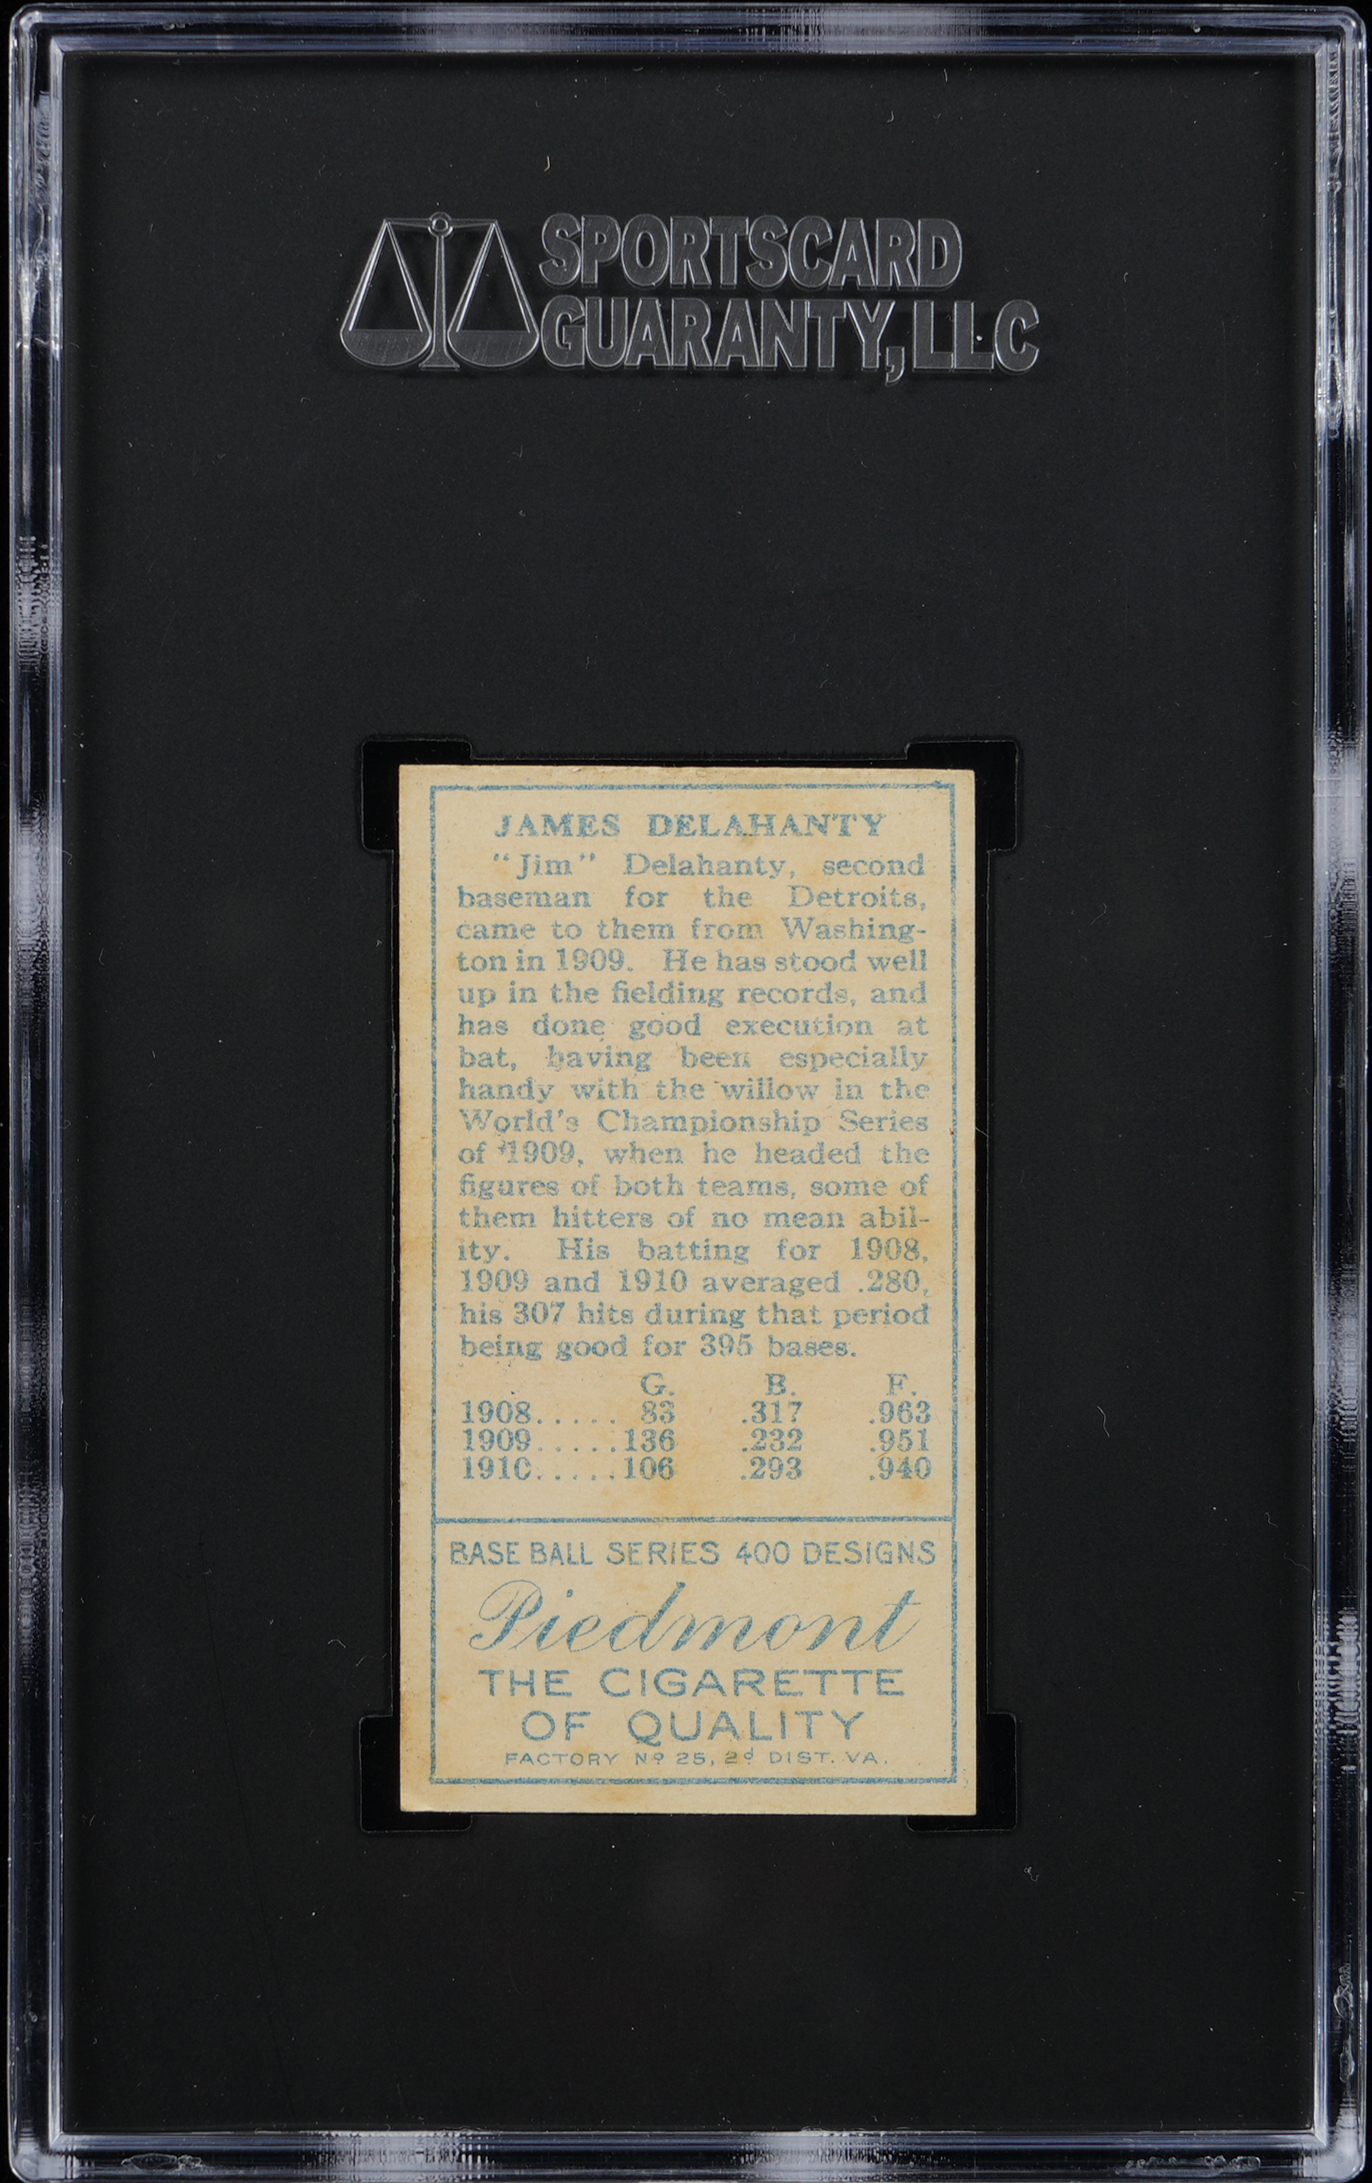 SPORTSCARD
GUARANTY, LLC
JAMES DELAHANTY
"Jim" Delahanty, second
baseman for the Detroits,
came to them from Washing-
ton in 1909. He has stood well
up in the fielding records, and
has done good execution at
bat, having been especially
handy with the willow in the
World's Championship Series
of 1909, when he headed the
figures of both teams, some of
them hitters of no mean abil-
ity. His batting for 1908,
1909 and 1910 averaged .280,
his 307 hits during that period
being good for 395 bases.
G. B. F.
1908..... 83 .317 .963
1909.....136 .232 .951
1910.....106 .293 .940
BASE BALL SERIES 400 DESIGNS
Piedmont
THE CIGARETTE
OF QUALITY
FACTORY Nº 25, 2d DIST. VA.